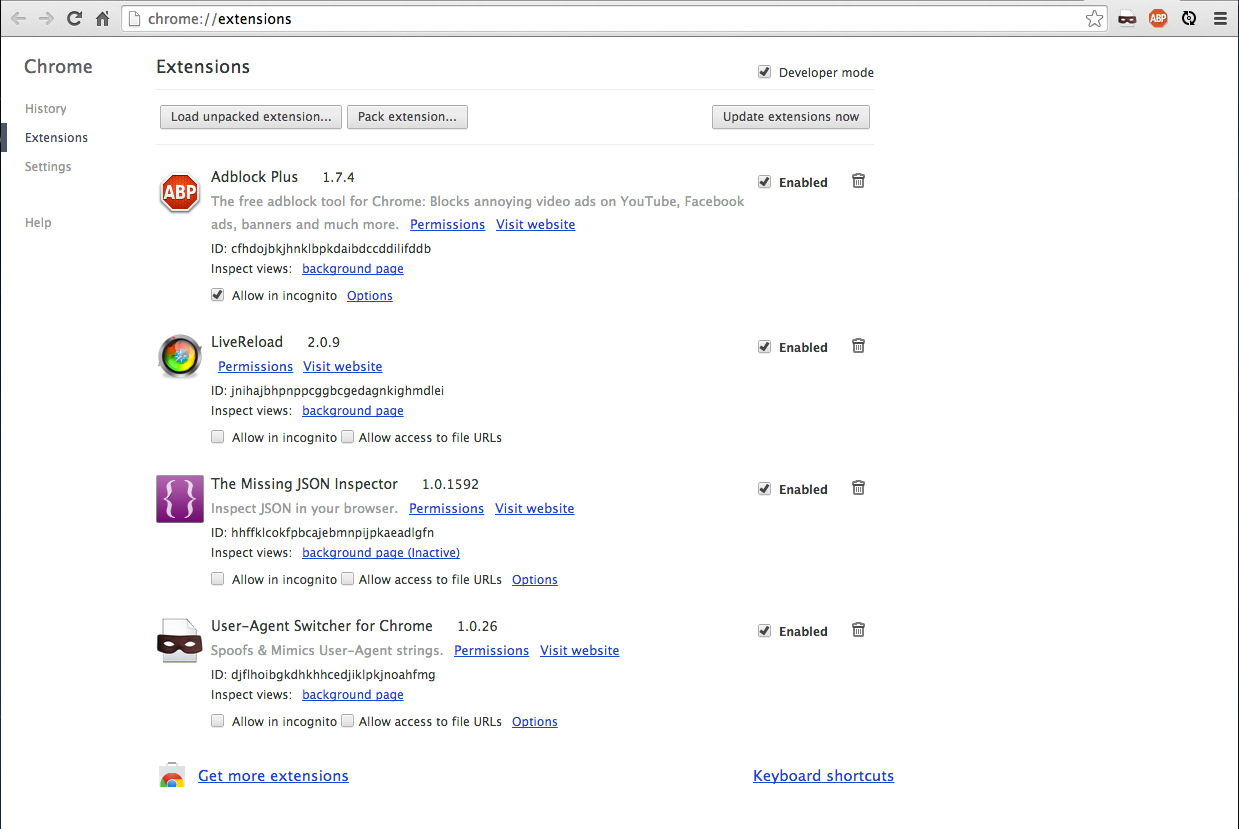 chrome://extensions
ABP
Chrome
History
Extensions
Settings
Help
Extensions
Developer mode
Load unpacked extension...
Pack extension...
Update extensions now
ABP
Adblock Plus 1.7.4
Enabled
The free adblock tool for Chrome: Blocks annoying video ads on YouTube, Facebook
ads, banners and much more. Permissions Visit website
ID: cfhdojbkjhnklbpkdaibdccddilifddb
Inspect views: background page
Allow in incognito Options
LiveReload 2.0.9
Enabled
Permissions Visit website
ID: jnihajbhpnppcggbcgedagnkighmdlei
Inspect views: background page
Allow in incognito Allow access to file URLs
The Missing JSON Inspector 1.0.1592
Enabled
Inspect JSON in your browser. Permissions Visit website
ID: hhffklcokfpbcajebmnpijpkaeadlgfn
Inspect views: background page (Inactive)
Allow in incognito Allow access to file URLs Options
User-Agent Switcher for Chrome 1.0.26
Enabled
Spoofs & Mimics User-Agent strings. Permissions Visit website
ID: djflhoibgkdhkhhcedjiklpkjnoahfmg
Inspect views: background page
Allow in incognito Allow access to file URLs Options
Get more extensions
Keyboard shortcuts